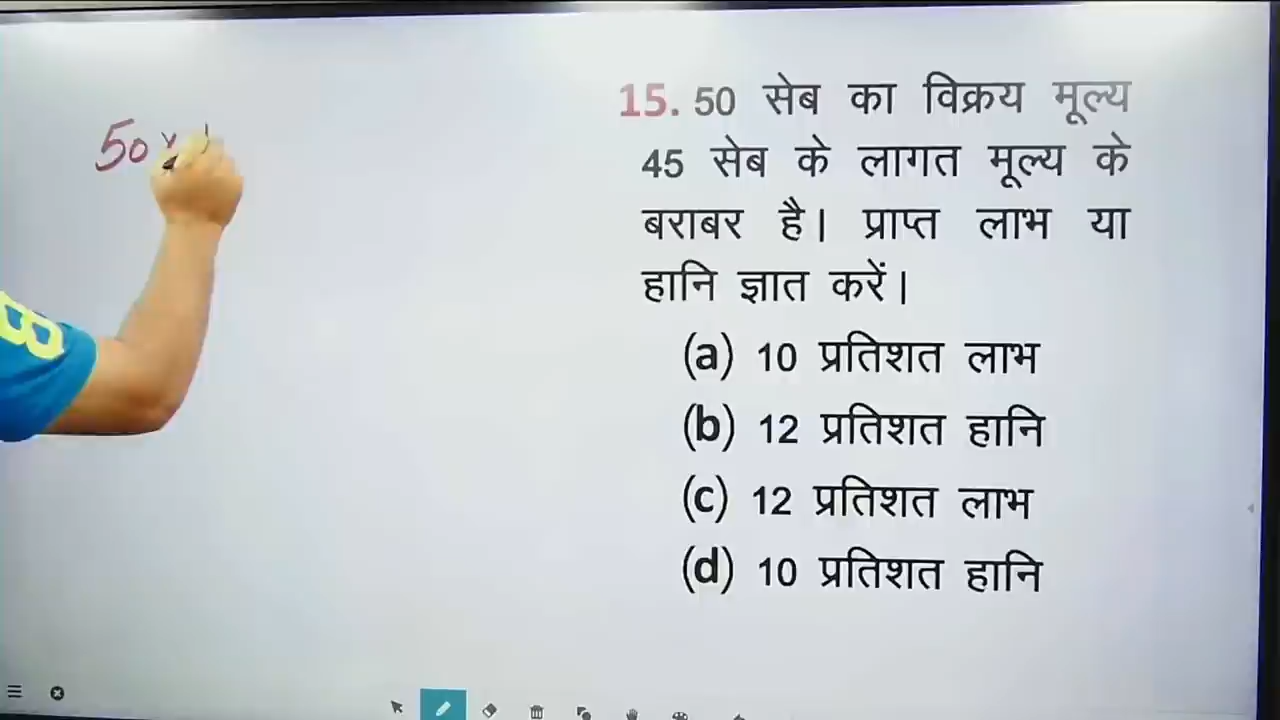 50 ×
15. 50 सेब का विक्रय मूल्य
45 सेब के लागत मूल्य के
बराबर है। प्राप्त लाभ या
हानि ज्ञात करें।
(a) 10 प्रतिशत लाभ
(b) 12 प्रतिशत हानि
(c) 12 प्रतिशत लाभ
(d) 10 प्रतिशत हानि